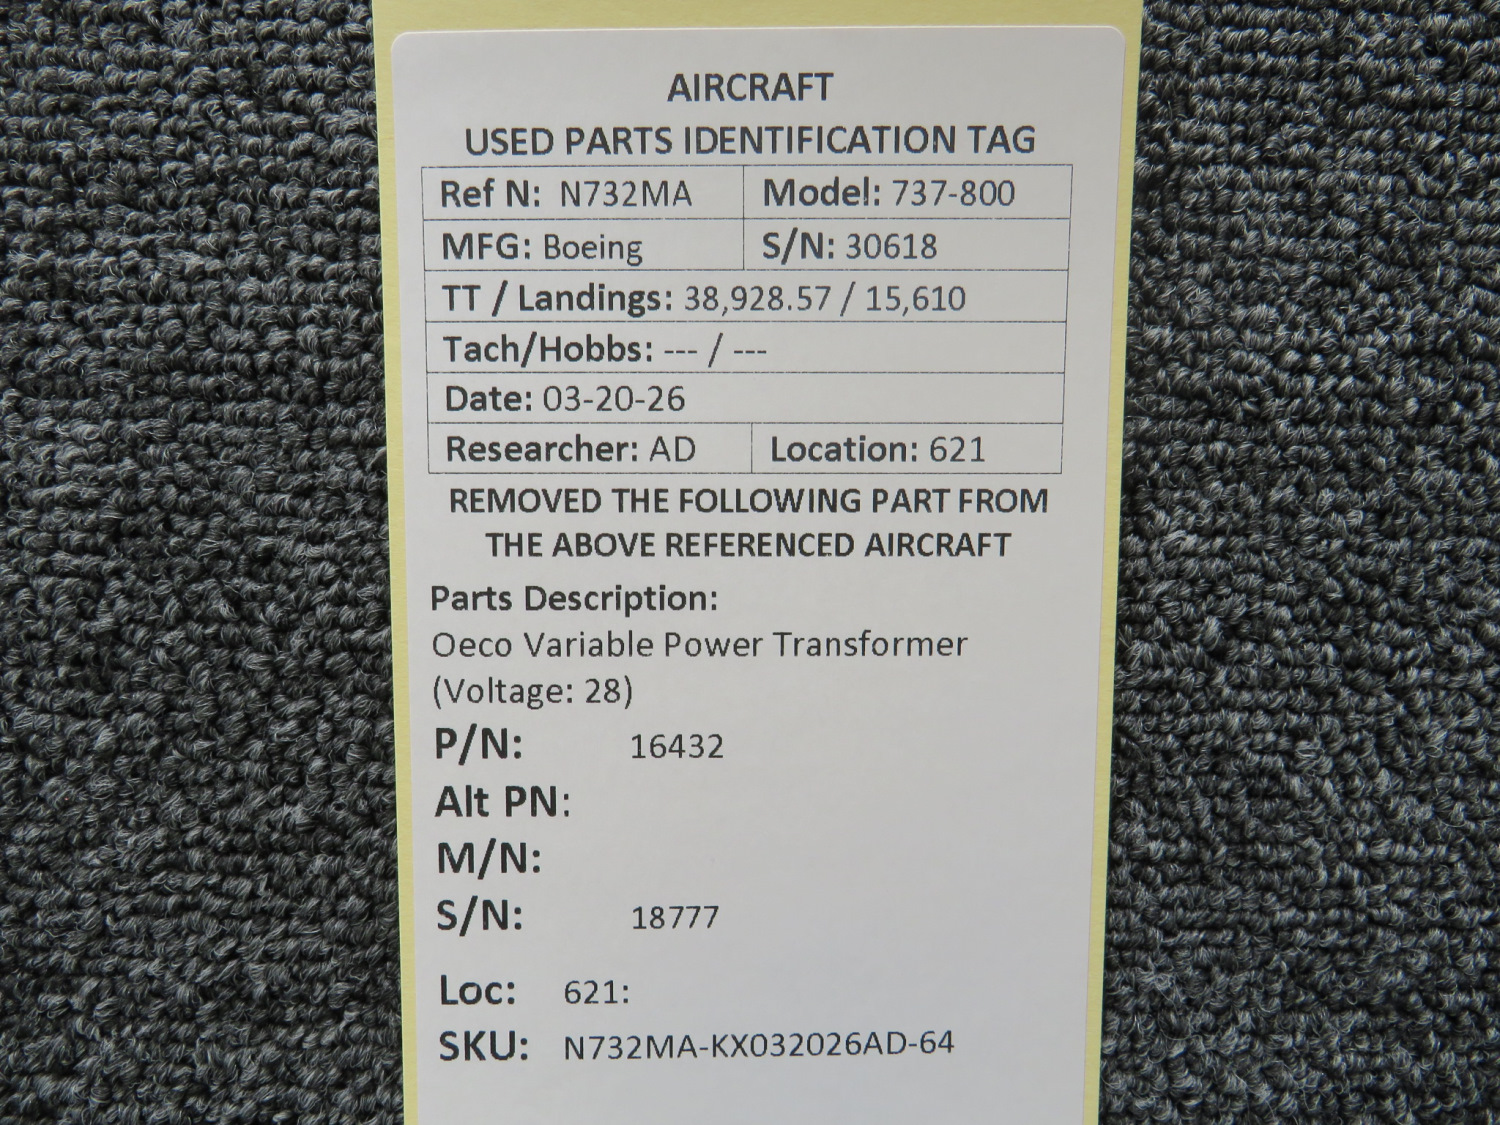 AIRCRAFT
USED PARTS IDENTIFICATION TAG
Ref N: N732MA Model: 737-800
MFG: Boeing S/N: 30618
TT / Landings: 38,928.57 / 15,610
Tach/Hobbs: --- / ---
Date: 03-20-26
Researcher: AD Location: 621
REMOVED THE FOLLOWING PART FROM
THE ABOVE REFERENCED AIRCRAFT
Parts Description:
Oeco Variable Power Transformer
(Voltage: 28)
P/N: 16432
Alt PN:
M/N:
S/N: 18777
Loc: 621:
SKU: N732MA-KX032026AD-64